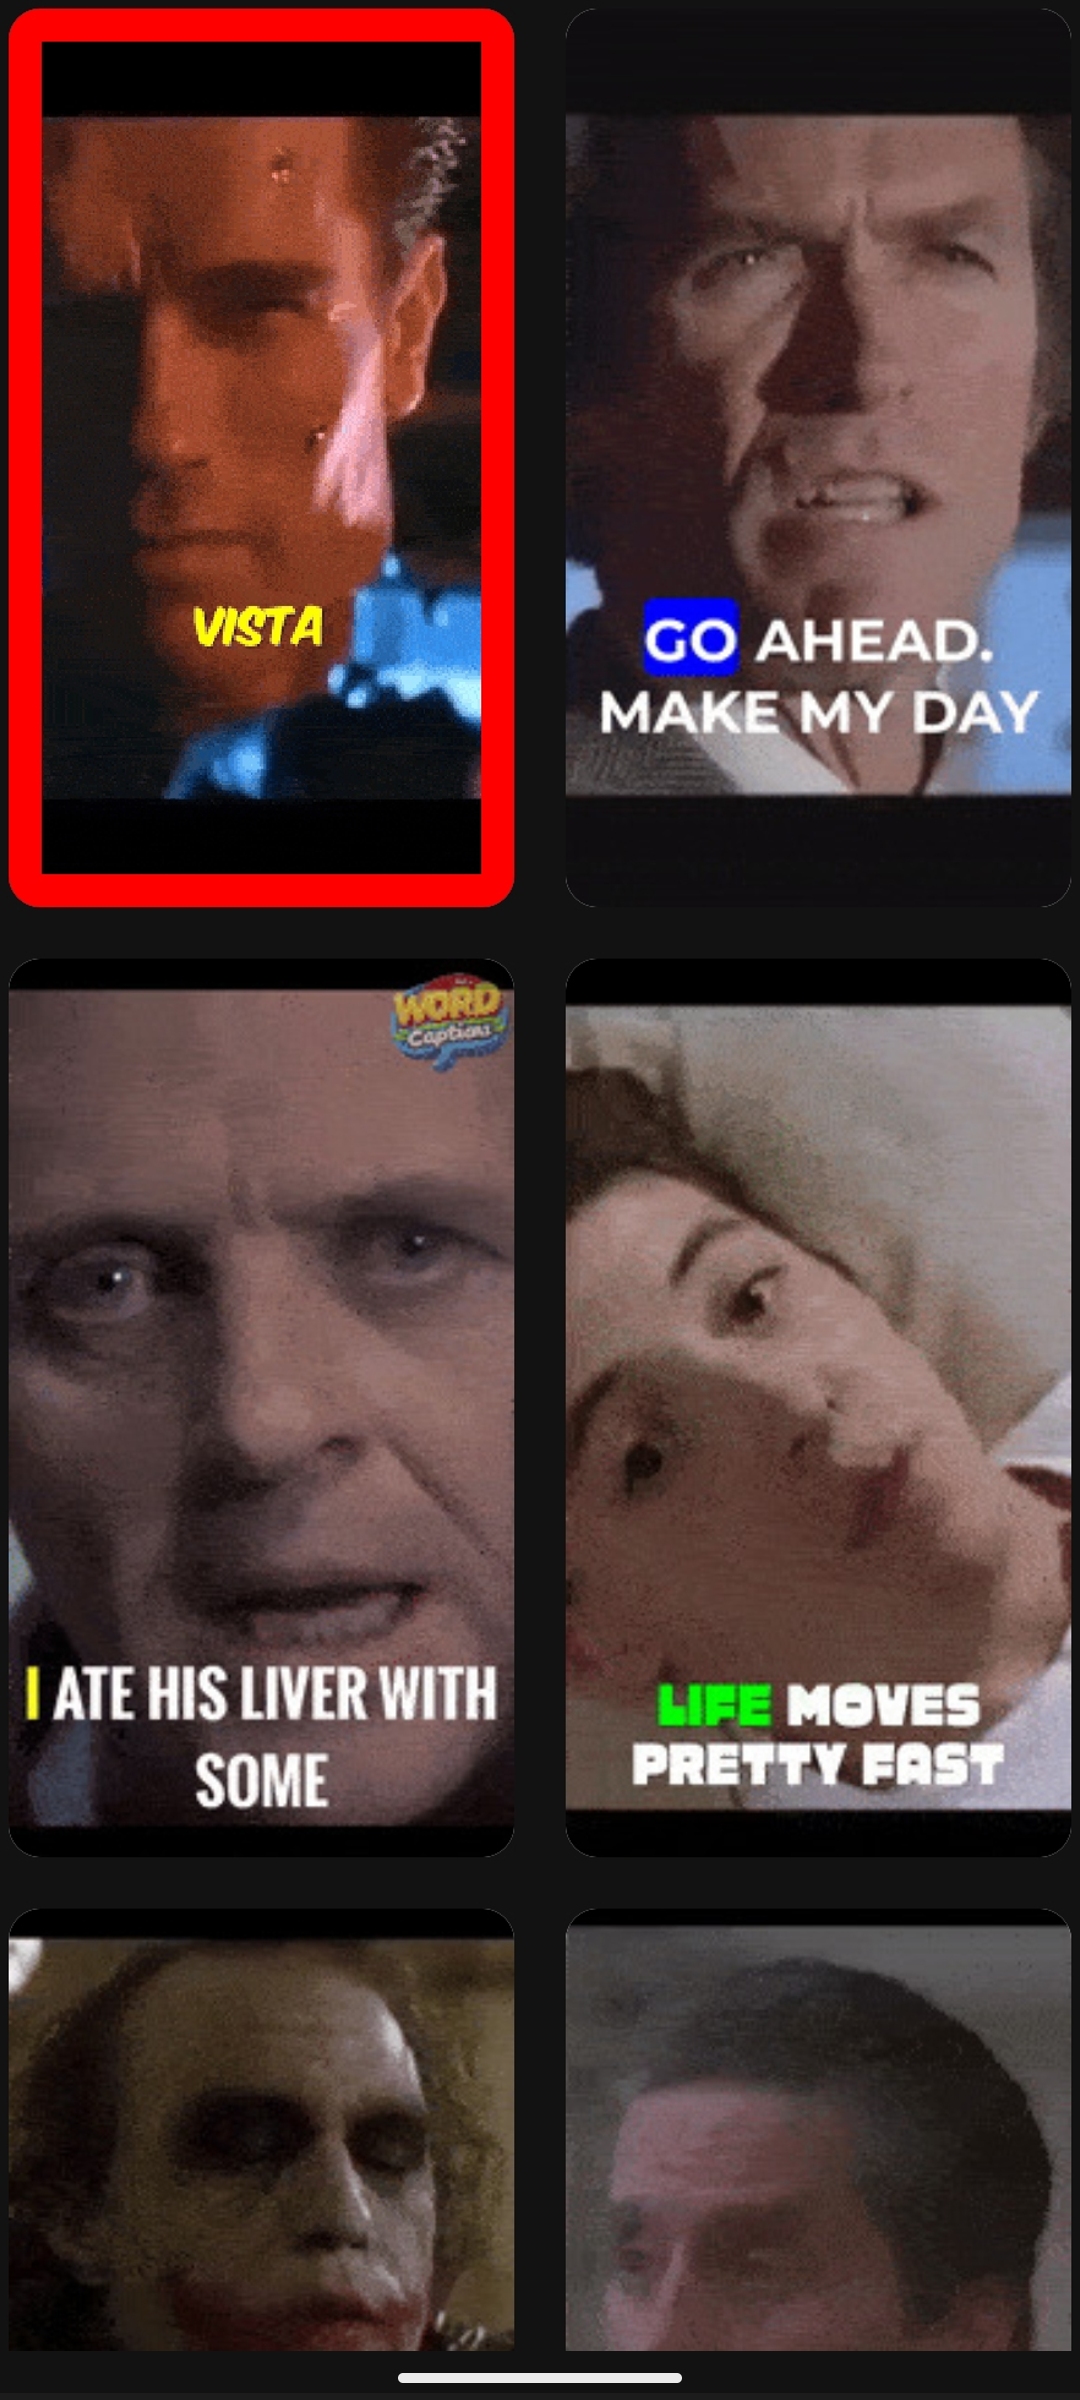 VISTA
GO AHEAD.
MAKE MY DAY
WORD
Captions
I ATE HIS LIVER WITH
SOME
LIFE MOVES
PRETTY FAST